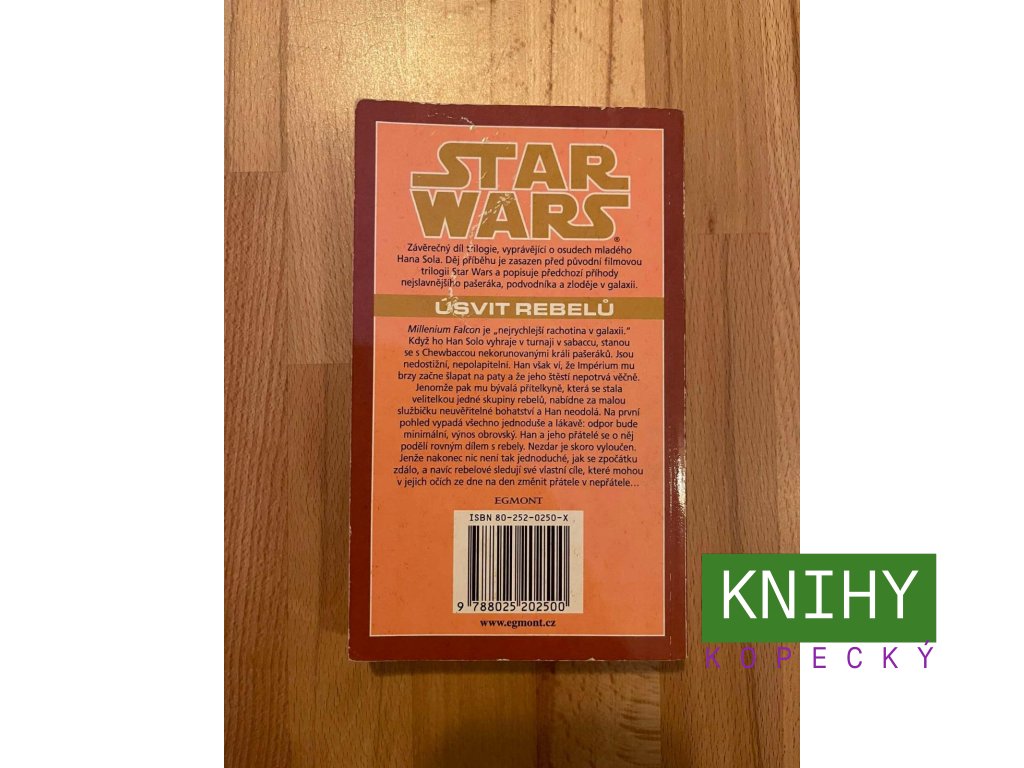 STAR
WARS®
Závěrečný díl trilogie, vyprávějící o osudech mladého
Hana Sola. Děj příběhu je zasazen před původní filmovou
trilogii Star Wars a popisuje předchozí příhody
nejslavnějšího pašeráka, podvodníka a zloděje v galaxii.
ÚSVIT REBELŮ
Millenium Falcon je „nejrychlejší rachotina v galaxii.“
Když ho Han Solo vyhraje v turnaji v sabaccu, stanou
se s Chewbaccou nekorunovanými králi pašeráků. Jsou
nedostižní, nepolapitelní. Han však ví, že Impérium mu
brzy začne šlapat na paty a že jeho štěstí nepotrvá věčně.
Jenomže pak mu bývalá přítelkyně, která se stala
velitelkou jedné skupiny rebelů, nabídne za malou
službičku neuvěřitelné bohatství a Han neodolá. Na první
pohled vypadá všechno jednoduše a lákavě: odpor bude
minimální, výnos obrovský. Han a jeho přátelé se o něj
podělí rovným dílem s rebely. Nezdar je skoro vyloučen.
Jenže nakonec nic není tak jednoduché, jak se zpočátku
zdálo, a navíc rebelové sledují své vlastní cíle, které mohou
v jejich očích ze dne na den změnit přátele v nepřátele...
EGMONT
ISBN 80-252-0250-X
9 788025 202500
www.egmont.cz
KNIHY
KOPECKÝ